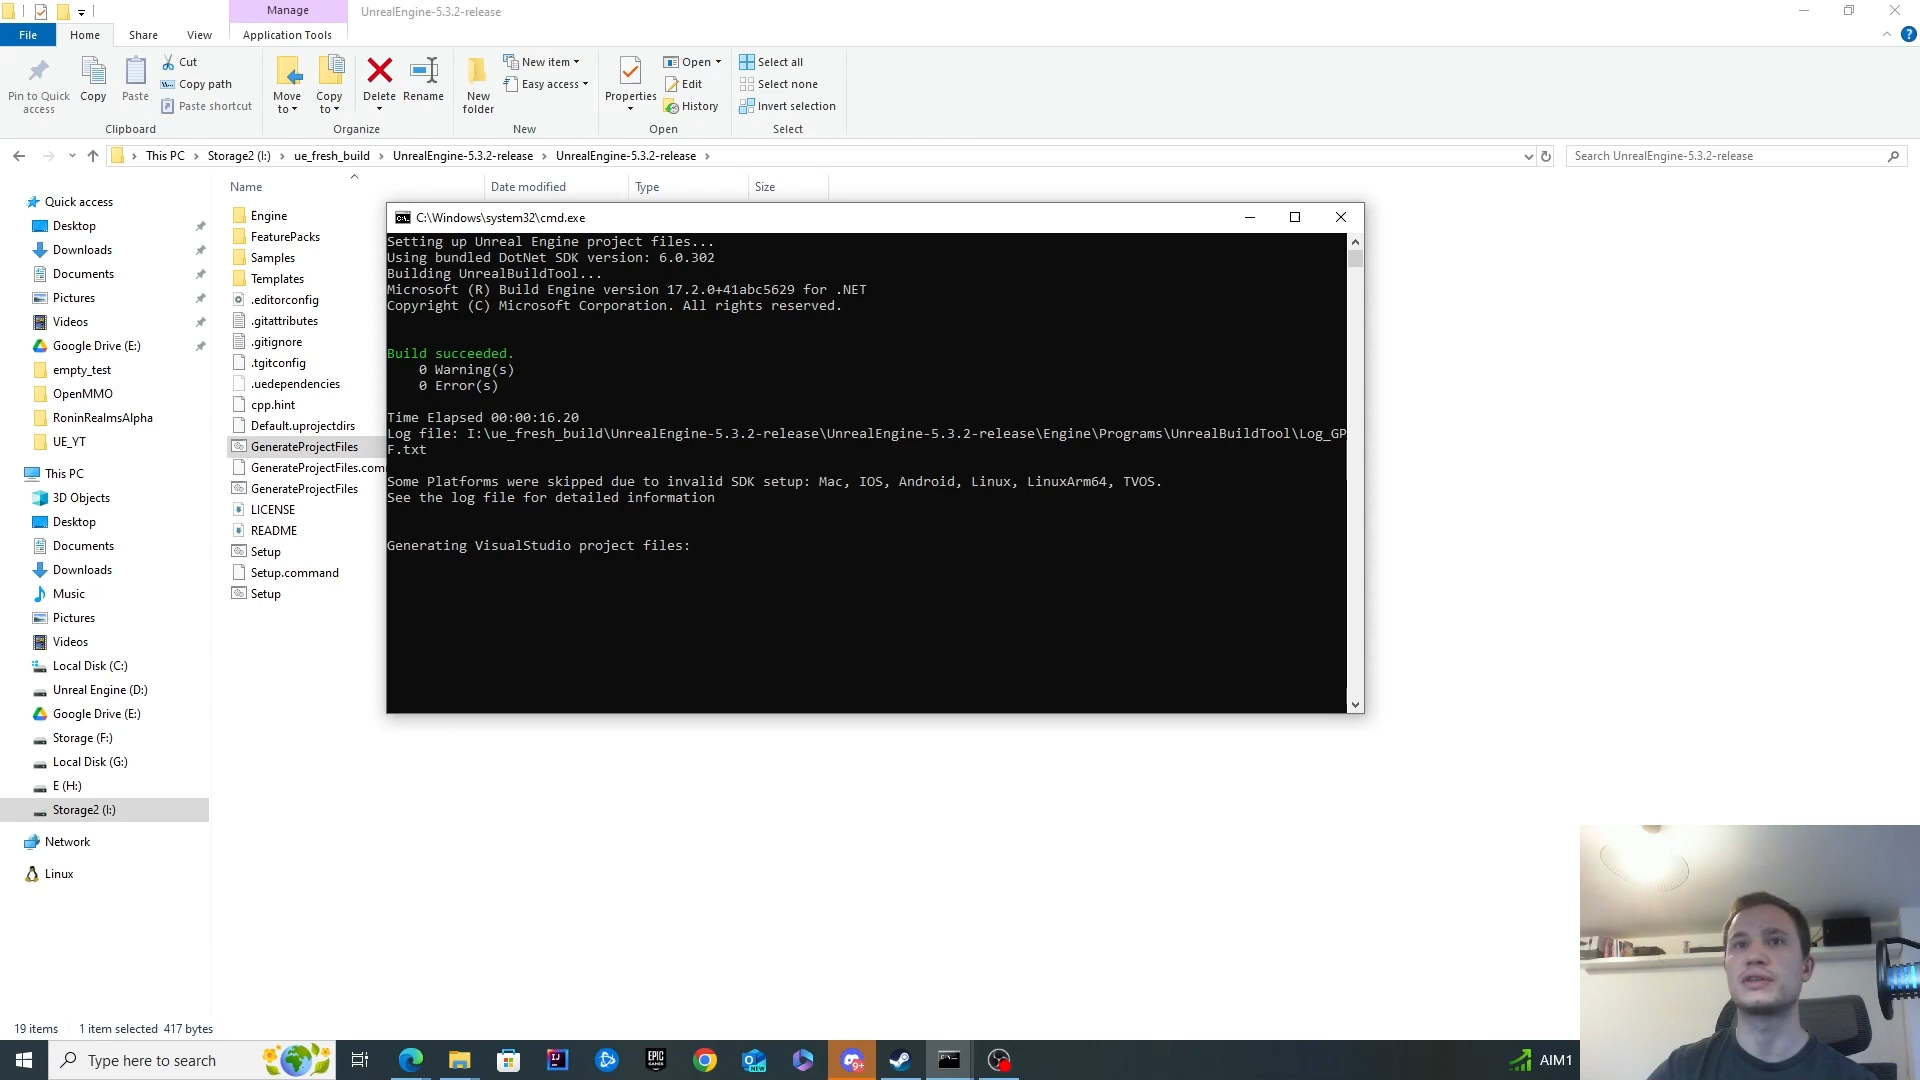 Manage
UnrealEngine-5.3.2-release
File
Home
Share
View
Application Tools
Pin to Quick access
Copy
Paste
Cut
Copy path
Paste shortcut
Clipboard
Move to
Copy to
Delete
Rename
Organize
New folder
New item
Easy access
New
Properties
Open
Edit
History
Open
Select all
Select none
Invert selection
Select
This PC
Storage2 (I:)
ue_fresh_build
UnrealEngine-5.3.2-release
UnrealEngine-5.3.2-release
Search UnrealEngine-5.3.2-release
Name
Date modified
Type
Size
Quick access
Desktop
Downloads
Documents
Pictures
Videos
Google Drive (E:)
empty_test
OpenMMO
RoninRealmsAlpha
UE_YT
This PC
3D Objects
Desktop
Documents
Downloads
Music
Pictures
Videos
Local Disk (C:)
Unreal Engine (D:)
Google Drive (E:)
Storage (F:)
Local Disk (G:)
E (H:)
Storage2 (I:)
Network
Linux
Engine
FeaturePacks
Samples
Templates
.editorconfig
.gitattributes
.gitignore
.tgitconfig
.uedependencies
cpp.hint
Default.uprojectdirs
GenerateProjectFiles
GenerateProjectFiles.com
GenerateProjectFiles
LICENSE
README
Setup
Setup.command
Setup
C:\Windows\system32\cmd.exe
Setting up Unreal Engine project files...
Using bundled DotNet SDK version: 6.0.302
Building UnrealBuildTool...
Microsoft (R) Build Engine version 17.2.0+41abc5629 for .NET
Copyright (C) Microsoft Corporation. All rights reserved.
Build succeeded.
0 Warning(s)
0 Error(s)
Time Elapsed 00:00:16.20
Log file: I:\ue_fresh_build\UnrealEngine-5.3.2-release\UnrealEngine-5.3.2-release\Engine\Programs\UnrealBuildTool\Log_GP
F.txt
Some Platforms were skipped due to invalid SDK setup: Mac, IOS, Android, Linux, LinuxArm64, TVOS.
See the log file for detailed information
Generating VisualStudio project files:
19 items
1 item selected 417 bytes
Type here to search
EPIC GAMES
NEW
9+
AIM1